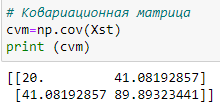 # Ковариационная матрица
cvm=np.cov(Xst)
print (cvm)
[[20.         41.08192857]
 [41.08192857 89.89323441]]